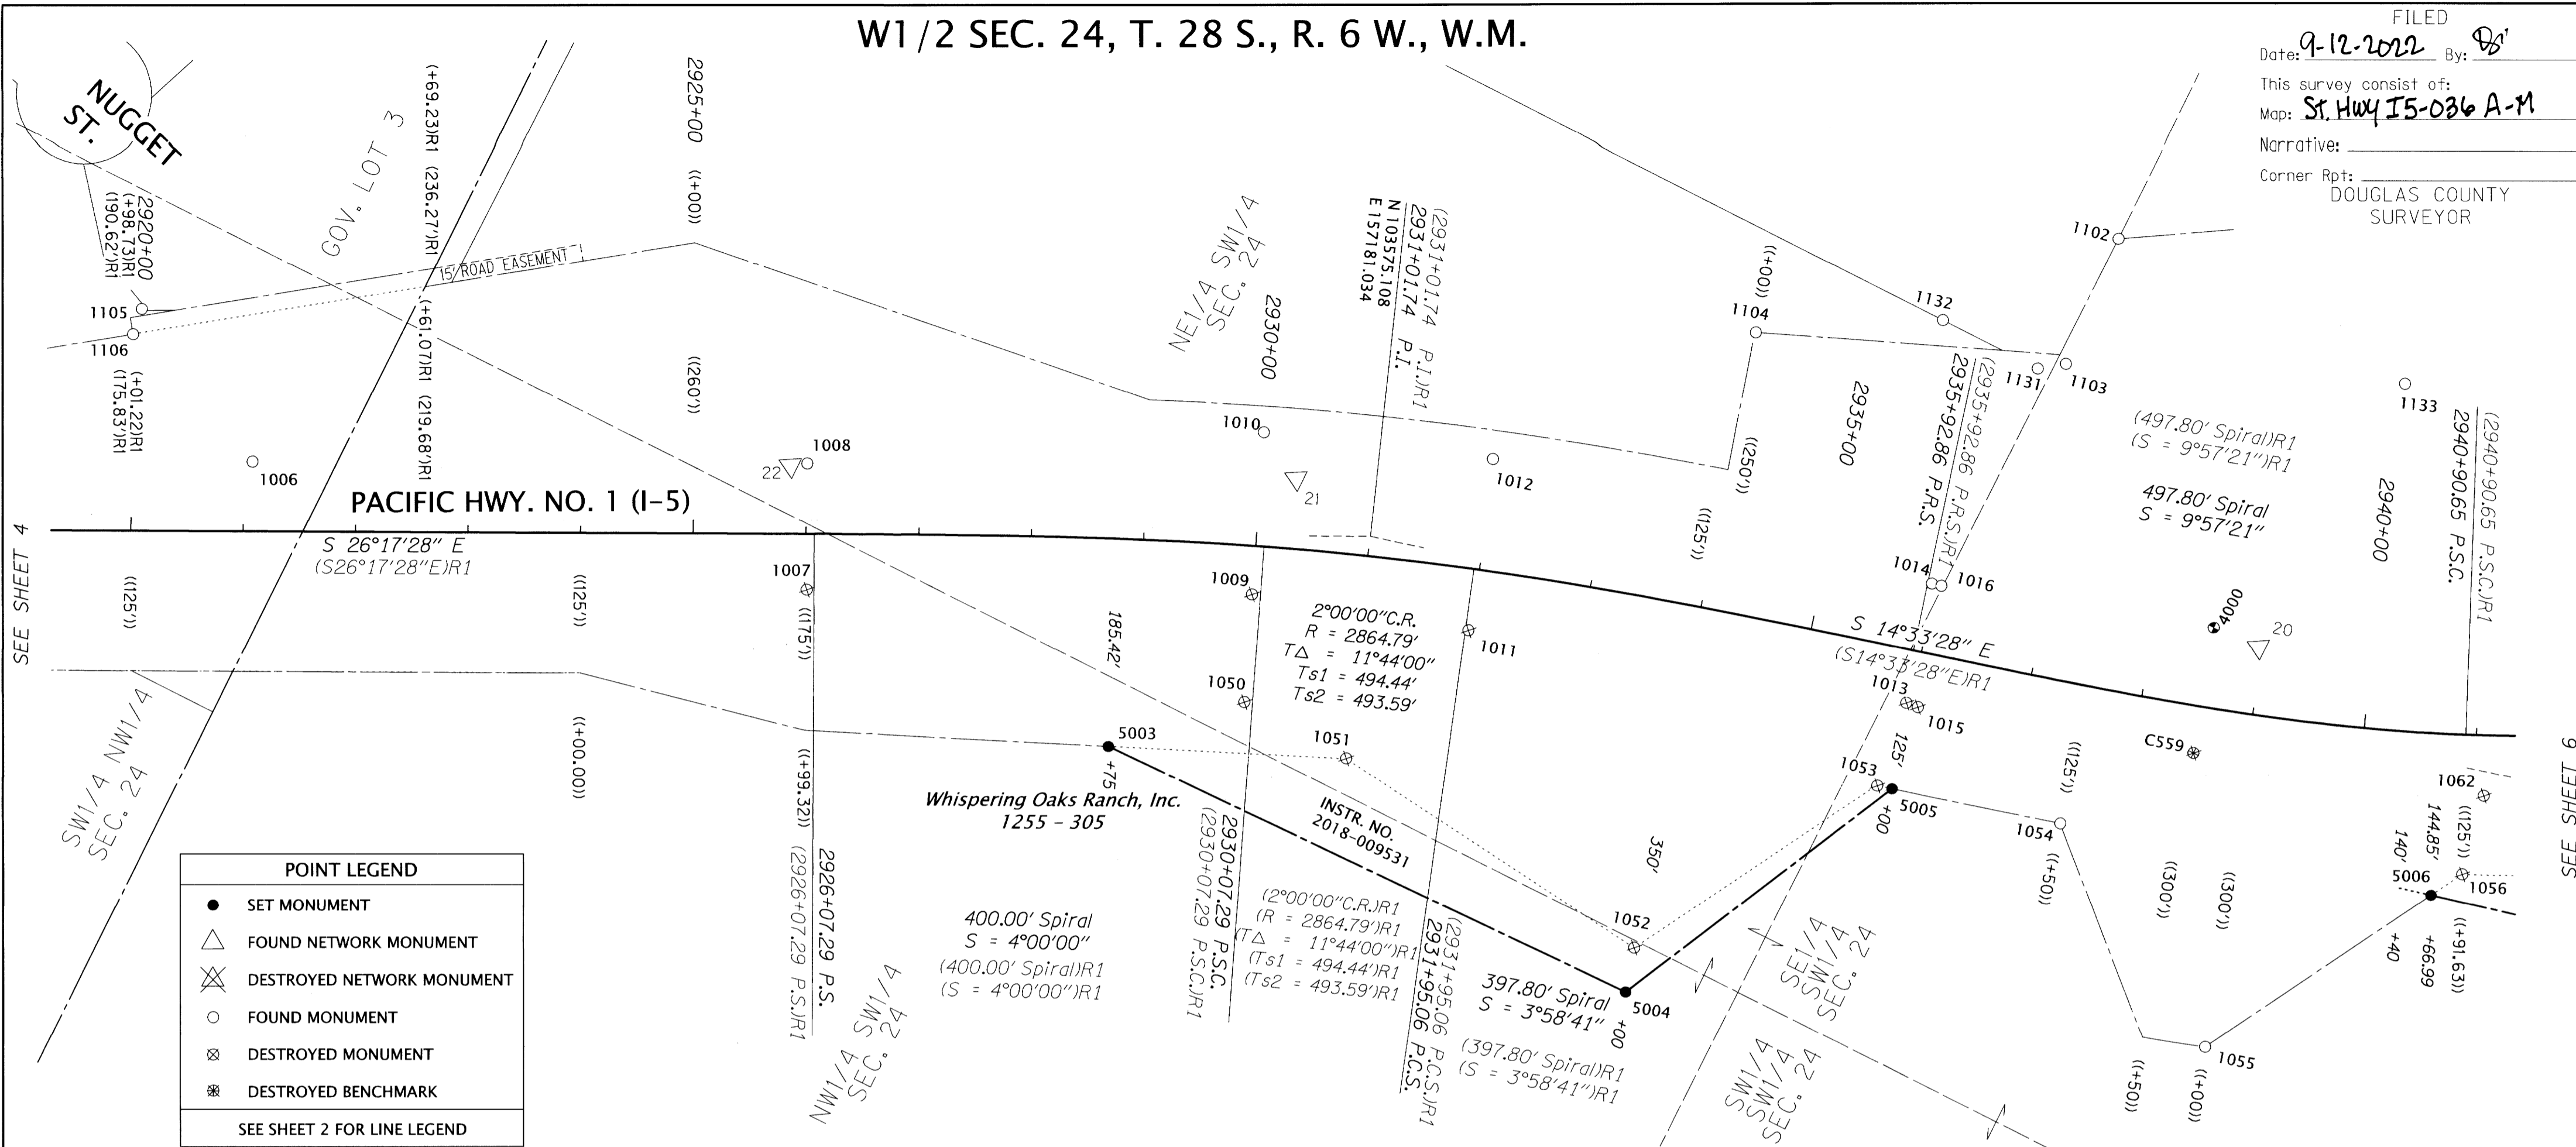 W1/2 SEC. 24, T. 28 S., R. 6 W., W.M.
FILED
Date: 9-12-2022 By:
This survey consist of:
Map: St. Hwy I5-036 A-M
Narrative:
Corner Rpt:
DOUGLAS COUNTY
SURVEYOR
NUGGET
ST.
GOV. LOT 3
(+69.23)R1 (236.27')R1
2925+00 ((+00))
2920+00
(+98.73)R1
(190.62')R1
15' ROAD EASEMENT
1105
1106
(+01.22)R1
(175.83')R1
(+61.07)R1 (219.68')R1
((260'))
1006
22
1008
NE1/4 SW1/4
SEC. 24
2930+00
1010
21
(2931+01.74 P.I.)R1
2931+01.74 P.I.
N 103575.108
E 157181.034
1012
((+00))
1104
((250'))
((125'))
1132
1102
1131
1103
2935+00
(2935+92.86 P.R.S.)R1
2935+92.86 P.R.S.
(497.80' Spiral)R1
(S = 9°57'21")R1
497.80' Spiral
S = 9°57'21"
1133
2940+00
(2940+90.65 P.S.C.)R1
2940+90.65 P.S.C.
PACIFIC HWY. NO. 1 (I-5)
SEE SHEET 4
S 26°17'28" E
(S26°17'28"E)R1
((125'))
((125'))
1007
((175'))
1009
1050
185.42'
2°00'00"C.R.
R = 2864.79'
TΔ = 11°44'00"
Ts1 = 494.44'
Ts2 = 493.59'
1011
1014
1016
S 14°33'28" E
(S14°33'28"E)R1
1013
1015
4000
20
C559
SEE SHEET 6
SW1/4 NW1/4
SEC. 24
((+00.00))
((+99.32))
2926+07.29 P.S.
(2926+07.29 P.S.)R1
5003
+75
1051
Whispering Oaks Ranch, Inc.
1255 - 305
INSTR. NO.
2018-009531
2930+07.29 P.S.C.
(2930+07.29 P.S.C.)R1
400.00' Spiral
S = 4°00'00"
(400.00' Spiral)R1
(S = 4°00'00")R1
(2°00'00"C.R.)R1
(R = 2864.79')R1
(TΔ = 11°44'00")R1
(Ts1 = 494.44')R1
(Ts2 = 493.59')R1
(2931+95.06 P.C.S.)R1
2931+95.06 P.C.S.
NW1/4 SW1/4
SEC. 24
350'
1052
5004
+00
397.80' Spiral
S = 3°58'41"
(397.80' Spiral)R1
(S = 3°58'41")R1
125'
1053
5005
+00
SE1/4
SW1/4
SEC. 24
SW1/4
SW1/4
SEC. 24
((125'))
1054
((+50))
((300'))
((300'))
((+50))
((+00))
1055
1062
((125'))
144.85'
140'
5006
1056
+40
+66.99
((+91.63))
POINT LEGEND
SET MONUMENT
FOUND NETWORK MONUMENT
DESTROYED NETWORK MONUMENT
FOUND MONUMENT
DESTROYED MONUMENT
DESTROYED BENCHMARK
SEE SHEET 2 FOR LINE LEGEND